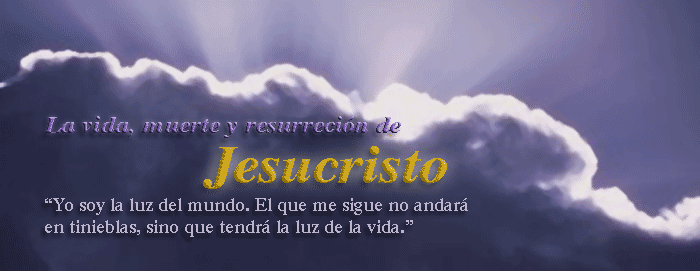 La vida, muerte y resurreción de
Jesucristo
“Yo soy la luz del mundo. El que me sigue no andará
en tinieblas, sino que tendrá la luz de la vida.”